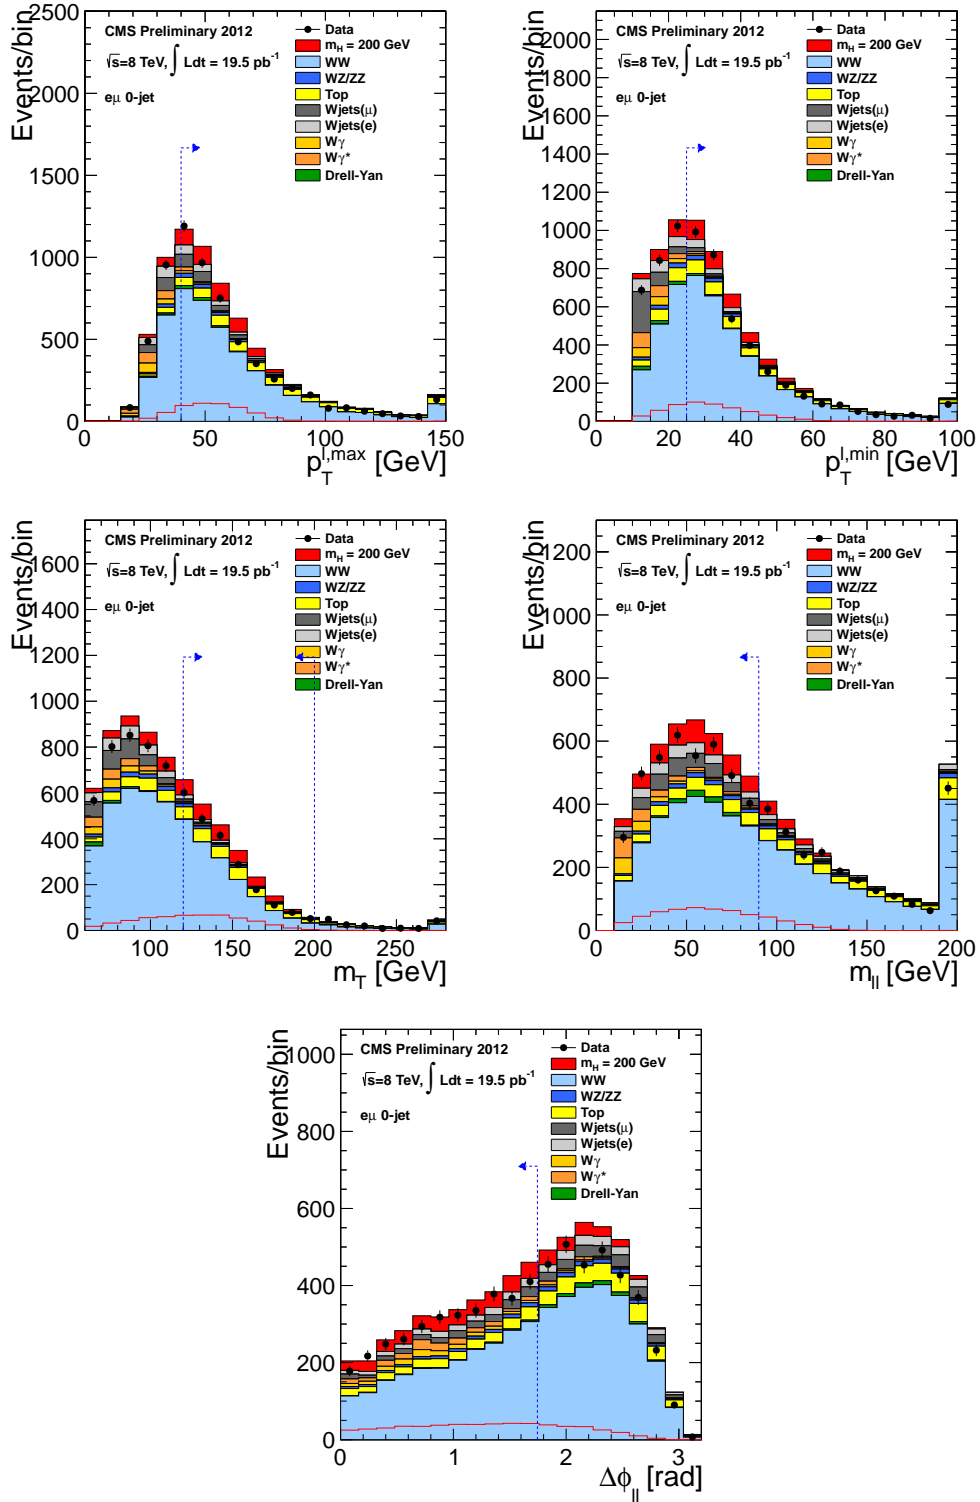 Events/bin
2500
2000
1500
1000
500
0
CMS Preliminary 2012
√s=8 TeV, ∫ Ldt = 19.5 pb⁻¹
eμ 0-jet
Data
m_H = 200 GeV
WW
WZ/ZZ
Top
Wjets(μ)
Wjets(e)
Wγ
Wγ*
Drell-Yan
0 50 100 150
p_T^{l,max} [GeV]
Events/bin
2000
1800
1600
1400
1200
1000
800
600
400
200
0
CMS Preliminary 2012
√s=8 TeV, ∫ Ldt = 19.5 pb⁻¹
eμ 0-jet
Data
m_H = 200 GeV
WW
WZ/ZZ
Top
Wjets(μ)
Wjets(e)
Wγ
Wγ*
Drell-Yan
0 20 40 60 80 100
p_T^{l,min} [GeV]
Events/bin
1600
1400
1200
1000
800
600
400
200
0
CMS Preliminary 2012
√s=8 TeV, ∫ Ldt = 19.5 pb⁻¹
eμ 0-jet
Data
m_H = 200 GeV
WW
WZ/ZZ
Top
Wjets(μ)
Wjets(e)
Wγ
Wγ*
Drell-Yan
100 150 200 250
m_T [GeV]
Events/bin
1200
1000
800
600
400
200
0
CMS Preliminary 2012
√s=8 TeV, ∫ Ldt = 19.5 pb⁻¹
eμ 0-jet
Data
m_H = 200 GeV
WW
WZ/ZZ
Top
Wjets(μ)
Wjets(e)
Wγ
Wγ*
Drell-Yan
0 50 100 150 200
m_ll [GeV]
Events/bin
1000
800
600
400
200
0
CMS Preliminary 2012
√s=8 TeV, ∫ Ldt = 19.5 pb⁻¹
eμ 0-jet
Data
m_H = 200 GeV
WW
WZ/ZZ
Top
Wjets(μ)
Wjets(e)
Wγ
Wγ*
Drell-Yan
0 1 2 3
Δϕ_ll [rad]